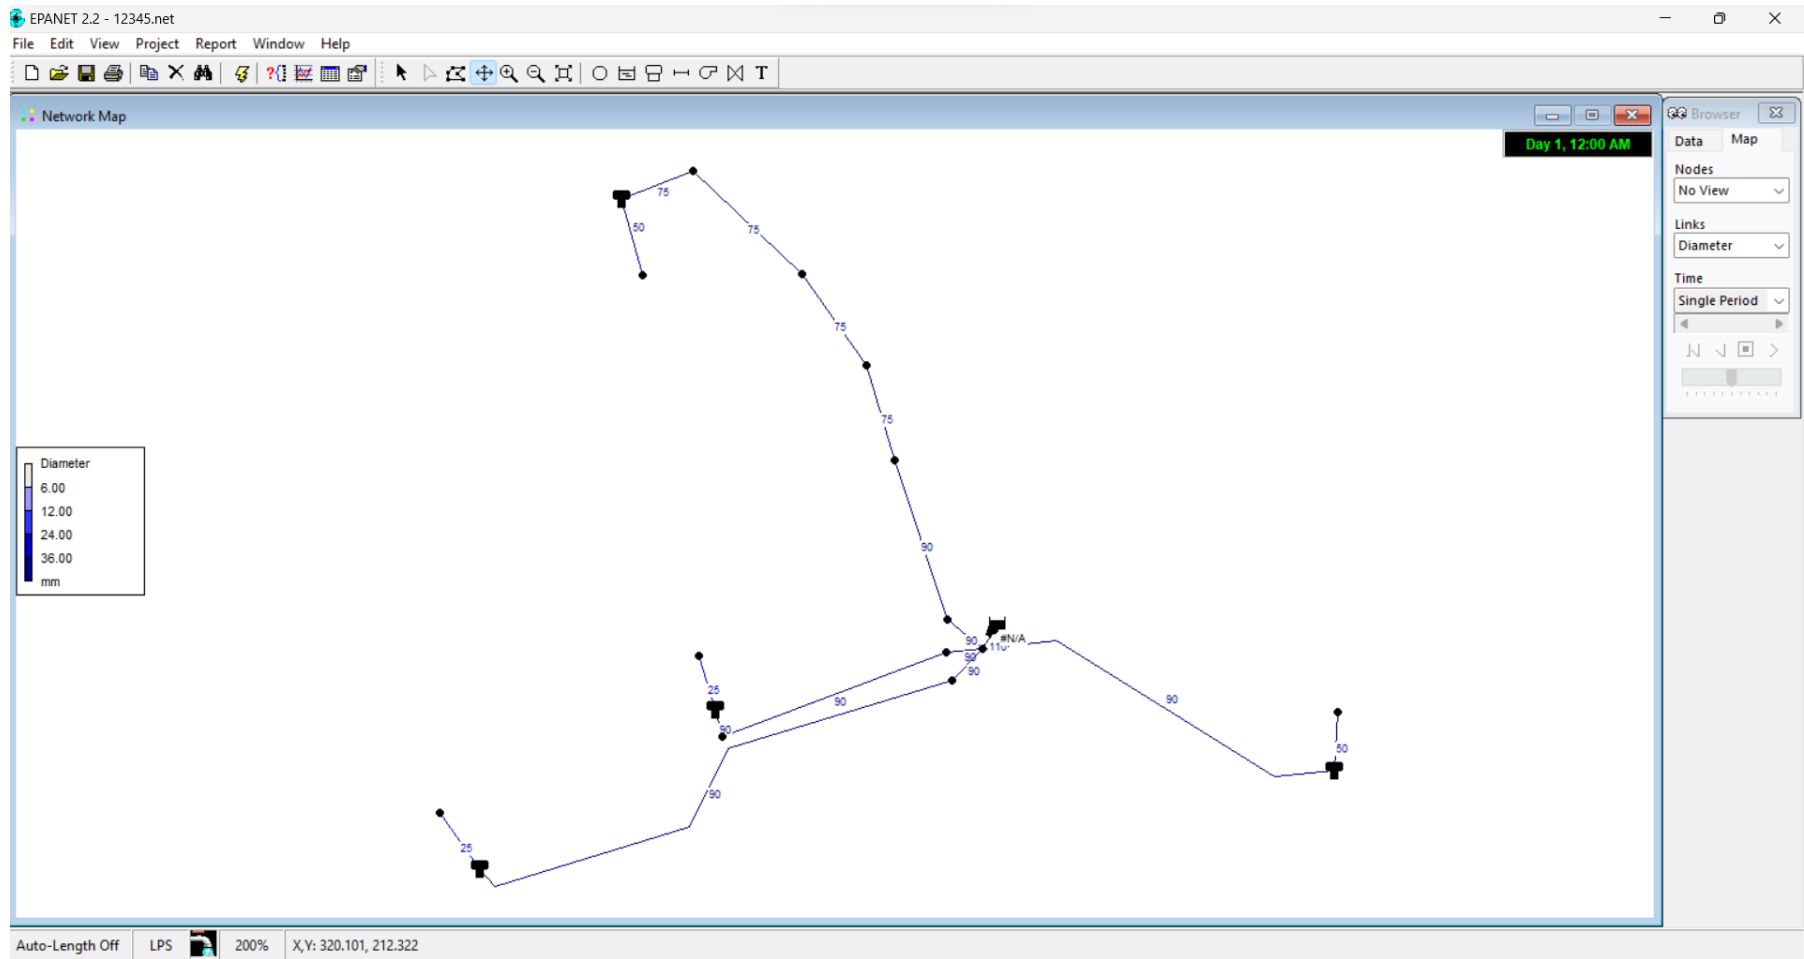 EPANET 2.2 - 12345.net
File Edit View Project Report Window Help
T
Network Map
Browser
Day 1, 12:00 AM
Data Map
Nodes
No View
Links
Diameter
Time
Single Period
75
50
75
75
75
90
90
#N/A
110
90
90
25
90
90
90
50
90
25
Diameter
6.00
12.00
24.00
36.00
mm
Auto-Length Off LPS 200% X,Y: 320.101, 212.322